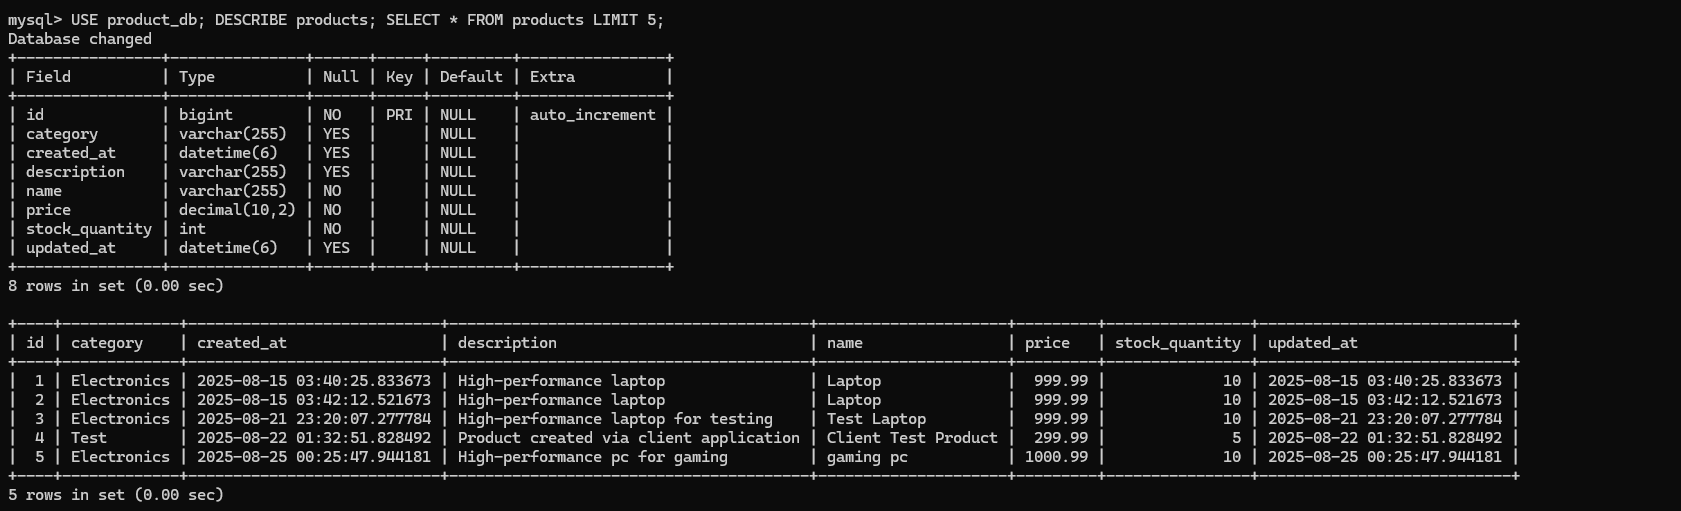 mysql> USE product_db; DESCRIBE products; SELECT * FROM products LIMIT 5;
Database changed
+----------------+---------------+------+-----+---------+----------------+
| Field          | Type          | Null | Key | Default | Extra          |
+----------------+---------------+------+-----+---------+----------------+
| id             | bigint        | NO   | PRI | NULL    | auto_increment |
| category       | varchar(255)  | YES  |     | NULL    |                |
| created_at     | datetime(6)   | YES  |     | NULL    |                |
| description    | varchar(255)  | YES  |     | NULL    |                |
| name           | varchar(255)  | NO   |     | NULL    |                |
| price          | decimal(10,2) | NO   |     | NULL    |                |
| stock_quantity | int           | NO   |     | NULL    |                |
| updated_at     | datetime(6)   | YES  |     | NULL    |                |
+----------------+---------------+------+-----+---------+----------------+
8 rows in set (0.00 sec)

+----+-------------+----------------------------+----------------------------------------+---------------------+---------+----------------+----------------------------+
| id | category    | created_at                 | description                            | name                | price   | stock_quantity | updated_at                 |
+----+-------------+----------------------------+----------------------------------------+---------------------+---------+----------------+----------------------------+
|  1 | Electronics | 2025-08-15 03:40:25.833673 | High-performance laptop                | Laptop              |  999.99 |             10 | 2025-08-15 03:40:25.833673 |
|  2 | Electronics | 2025-08-15 03:42:12.521673 | High-performance laptop                | Laptop              |  999.99 |             10 | 2025-08-15 03:42:12.521673 |
|  3 | Electronics | 2025-08-21 23:20:07.277784 | High-performance laptop for testing    | Test Laptop         |  999.99 |             10 | 2025-08-21 23:20:07.277784 |
|  4 | Test        | 2025-08-22 01:32:51.828492 | Product created via client application | Client Test Product |  299.99 |              5 | 2025-08-22 01:32:51.828492 |
|  5 | Electronics | 2025-08-25 00:25:47.944181 | High-performance pc for gaming         | gaming pc           | 1000.99 |             10 | 2025-08-25 00:25:47.944181 |
+----+-------------+----------------------------+----------------------------------------+---------------------+---------+----------------+----------------------------+
5 rows in set (0.00 sec)